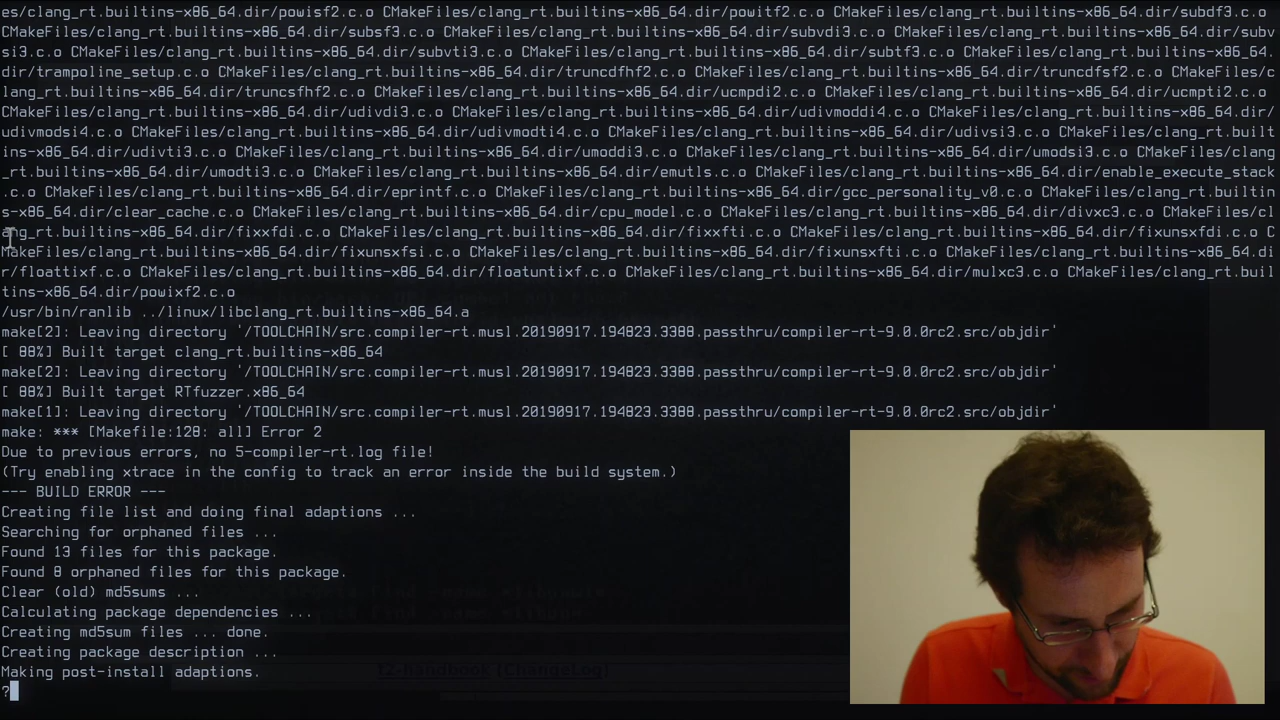 es/clang_rt.builtins-x86_64.dir/powisf2.c.o CMakeFiles/clang_rt.builtins-x86_64.dir/powitf2.c.o CMakeFiles/clang_rt.builtins-x86_64.dir/subdf3.c.o
CMakeFiles/clang_rt.builtins-x86_64.dir/subsf3.c.o CMakeFiles/clang_rt.builtins-x86_64.dir/subvdi3.c.o CMakeFiles/clang_rt.builtins-x86_64.dir/subv
si3.c.o CMakeFiles/clang_rt.builtins-x86_64.dir/subvti3.c.o CMakeFiles/clang_rt.builtins-x86_64.dir/subtf3.c.o CMakeFiles/clang_rt.builtins-x86_64.
dir/trampoline_setup.c.o CMakeFiles/clang_rt.builtins-x86_64.dir/truncdfhf2.c.o CMakeFiles/clang_rt.builtins-x86_64.dir/truncdfsf2.c.o CMakeFiles/c
lang_rt.builtins-x86_64.dir/truncsfhf2.c.o CMakeFiles/clang_rt.builtins-x86_64.dir/ucmpdi2.c.o CMakeFiles/clang_rt.builtins-x86_64.dir/ucmpti2.c.o
CMakeFiles/clang_rt.builtins-x86_64.dir/udivdi3.c.o CMakeFiles/clang_rt.builtins-x86_64.dir/udivmoddi4.c.o CMakeFiles/clang_rt.builtins-x86_64.dir/
udivmodsi4.c.o CMakeFiles/clang_rt.builtins-x86_64.dir/udivmodti4.c.o CMakeFiles/clang_rt.builtins-x86_64.dir/udivsi3.c.o CMakeFiles/clang_rt.built
ins-x86_64.dir/udivti3.c.o CMakeFiles/clang_rt.builtins-x86_64.dir/umoddi3.c.o CMakeFiles/clang_rt.builtins-x86_64.dir/umodsi3.c.o CMakeFiles/clang
_rt.builtins-x86_64.dir/umodti3.c.o CMakeFiles/clang_rt.builtins-x86_64.dir/emutls.c.o CMakeFiles/clang_rt.builtins-x86_64.dir/enable_execute_stack
.c.o CMakeFiles/clang_rt.builtins-x86_64.dir/eprintf.c.o CMakeFiles/clang_rt.builtins-x86_64.dir/gcc_personality_v0.c.o CMakeFiles/clang_rt.builtin
s-x86_64.dir/clear_cache.c.o CMakeFiles/clang_rt.builtins-x86_64.dir/cpu_model.c.o CMakeFiles/clang_rt.builtins-x86_64.dir/divxc3.c.o CMakeFiles/cl
ang_rt.builtins-x86_64.dir/fixxfdi.c.o CMakeFiles/clang_rt.builtins-x86_64.dir/fixxfti.c.o CMakeFiles/clang_rt.builtins-x86_64.dir/fixunsxfdi.c.o C
MakeFiles/clang_rt.builtins-x86_64.dir/fixunsxfsi.c.o CMakeFiles/clang_rt.builtins-x86_64.dir/fixunsxfti.c.o CMakeFiles/clang_rt.builtins-x86_64.di
r/floattixf.c.o CMakeFiles/clang_rt.builtins-x86_64.dir/floatuntixf.c.o CMakeFiles/clang_rt.builtins-x86_64.dir/mulxc3.c.o CMakeFiles/clang_rt.buil
tins-x86_64.dir/powixf2.c.o
/usr/bin/ranlib ../linux/libclang_rt.builtins-x86_64.a
make[2]: Leaving directory '/TOOLCHAIN/src.compiler-rt.musl.20190917.194823.3388.passthru/compiler-rt-9.0.0rc2.src/objdir'
[ 88%] Built target clang_rt.builtins-x86_64
make[2]: Leaving directory '/TOOLCHAIN/src.compiler-rt.musl.20190917.194823.3388.passthru/compiler-rt-9.0.0rc2.src/objdir'
[ 88%] Built target RTfuzzer.x86_64
make[1]: Leaving directory '/TOOLCHAIN/src.compiler-rt.musl.20190917.194823.3388.passthru/compiler-rt-9.0.0rc2.src/objdir'
make: *** [Makefile:128: all] Error 2
Due to previous errors, no 5-compiler-rt.log file!
(Try enabling xtrace in the config to track an error inside the build system.)
--- BUILD ERROR ---
Creating file list and doing final adaptions ...
Searching for orphaned files ...
Found 13 files for this package.
Found 8 orphaned files for this package.
Clear (old) md5sums ...
Calculating package dependencies ...
Creating md5sum files ... done.
Creating package description ...
Making post-install adaptions.
?
12-handbook (ChangeLog)